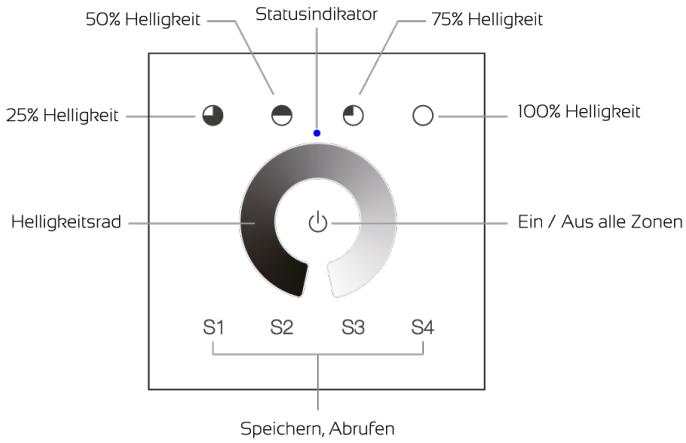 50% Helligkeit
Statusindikator
75% Helligkeit
25% Helligkeit
100% Helligkeit
Helligkeitsrad
Ein / Aus alle Zonen
S1 S2 S3 S4
Speichern, Abrufen